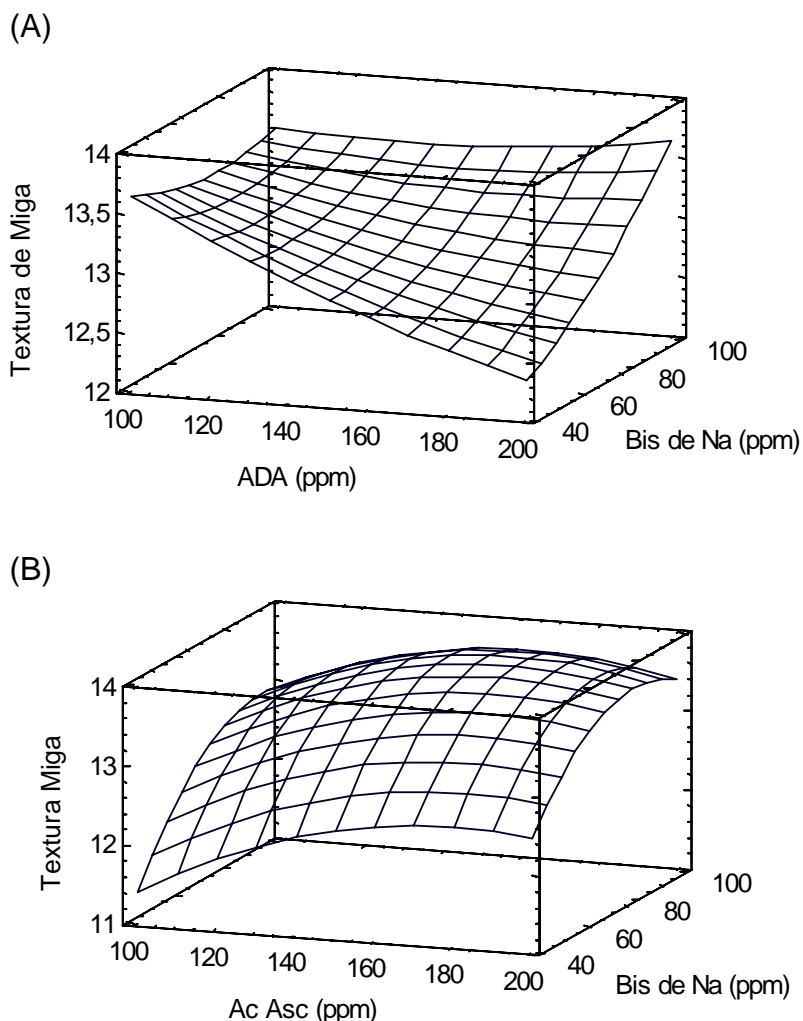 (A)
Textura de Miga
14
13,5
13
12,5
12
100 120 140 160 180 200
ADA (ppm)
40 60 80 100
Bis de Na (ppm)
(B)
Textura Miga
14
13
12
11
100 120 140 160 180 200
Ac Asc (ppm)
40 60 80 100
Bis de Na (ppm)